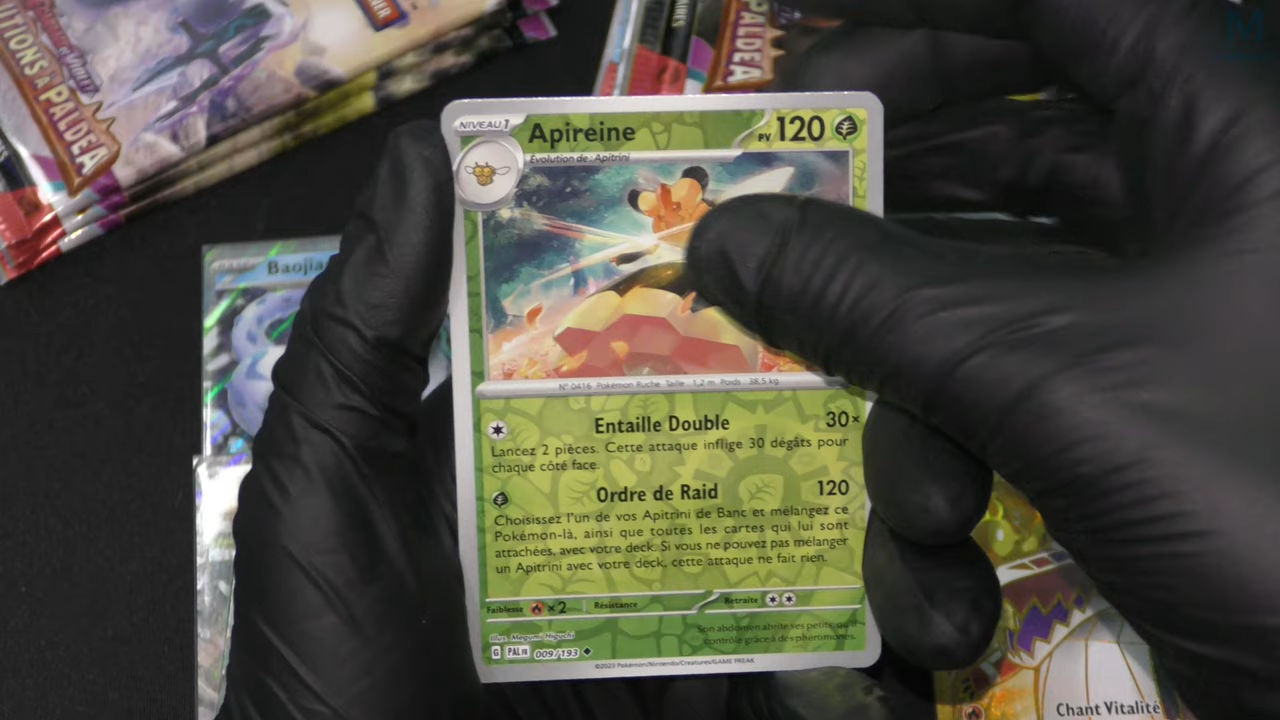 UTIONS À PALDEA
PALDEA
M
Baojia
NIVEAU 1
Apireine
PV 120
Évolution de : Apitrini
N° 0416 Pokémon Ruche Taille : 1,2 m Poids : 38,5 kg
Entaille Double 30×
Lancez 2 pièces. Cette attaque inflige 30 dégâts pour
chaque côté face.
Ordre de Raid 120
Choisissez l'un de vos Apitrini de Banc et mélangez ce
Pokémon-là, ainsi que toutes les cartes qui lui sont
attachées, avec votre deck. Si vous ne pouvez pas mélanger
un Apitrini avec votre deck, cette attaque ne fait rien.
Faiblesse ×2 Résistance Retraite
Illus. Megumi Higuchi
Son abdomen abrite ses petits, qu'il
contrôle grâce à des phéromones.
G PAL FR 009/193
©2023 Pokémon/Nintendo/Creatures/GAME FREAK
Chant Vitalité